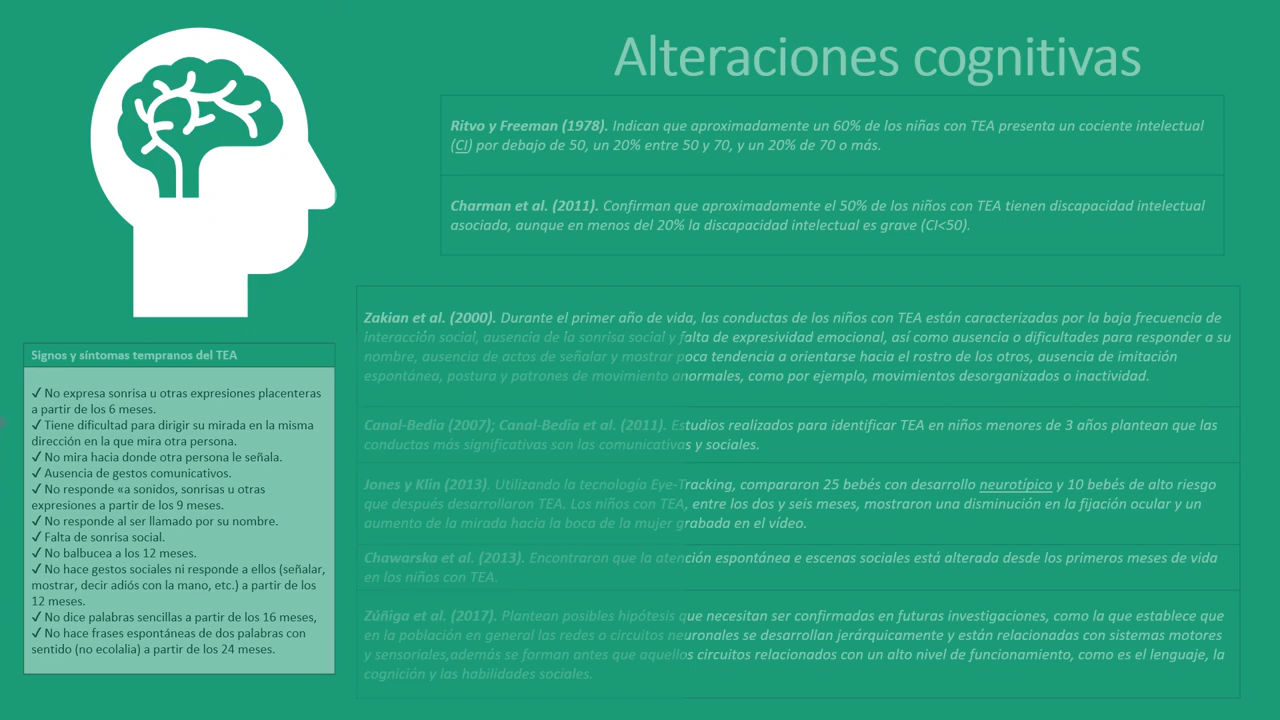 Alteraciones cognitivas
Ritvo y Freeman (1978). Indican que aproximadamente un 60% de los niñas con TEA presenta un cociente intelectual
(CI) por debajo de 50, un 20% entre 50 y 70, y un 20% de 70 o más.
Charman et al. (2011). Confirman que aproximadamente el 50% de los niños con TEA tienen discapacidad intelectual
asociada, aunque en menos del 20% la discapacidad intelectual es grave (CI<50).
Zakian et al. (2000). Durante el primer año de vida, las conductas de los niños con TEA están caracterizadas por la baja frecuencia de
interacción social, ausencia de la sonrisa social y falta de expresividad emocional, así como ausencia o dificultades para responder a su
nombre, ausencia de actos de señalar y mostrar poca tendencia a orientarse hacia el rostro de los otros, ausencia de imitación
espontánea, postura y patrones de movimiento anormales, como por ejemplo, movimientos desorganizados o inactividad.
Canal-Bedia (2007); Canal-Bedia et al. (2011). Estudios realizados para identificar TEA en niños menores de 3 años plantean que las
conductas más significativas son las comunicativas y sociales.
Jones y Klin (2013). Utilizando la tecnología Eye-Tracking, compararon 25 bebés con desarrollo neurotípico y 10 bebés de alto riesgo
que después desarrollaron TEA. Los niños con TEA, entre los dos y seis meses, mostraron una disminución en la fijación ocular y un
aumento de la mirada hacia la boca de la mujer grabada en el vídeo.
Chawarska et al. (2013). Encontraron que la atención espontánea e escenas sociales está alterada desde los primeros meses de vida
en los niños con TEA.
Zúñiga et al. (2017). Plantean posibles hipótesis que necesitan ser confirmadas en futuras investigaciones, como la que establece que
en la población en general las redes o circuitos neuronales se desarrollan jerárquicamente y están relacionadas con sistemas motores
y sensoriales,además se forman antes que aquellos circuitos relacionados con un alto nivel de funcionamiento, como es el lenguaje, la
cognición y las habilidades sociales.
Signos y síntomas tempranos del TEA
✓ No expresa sonrisa u otras expresiones placenteras
a partir de los 6 meses.
✓ Tiene dificultad para dirigir su mirada en la misma
dirección en la que mira otra persona.
✓ No mira hacia donde otra persona le señala.
✓ Ausencia de gestos comunicativos.
✓ No responde «a sonidos, sonrisas u otras
expresiones a partir de los 9 meses.
✓ No responde al ser llamado por su nombre.
✓ Falta de sonrisa social.
✓ No balbucea a los 12 meses.
✓ No hace gestos sociales ni responde a ellos (señalar,
mostrar, decir adiós con la mano, etc.) a partir de los
12 meses.
✓ No dice palabras sencillas a partir de los 16 meses,
✓ No hace frases espontáneas de dos palabras con
sentido (no ecolalia) a partir de los 24 meses.